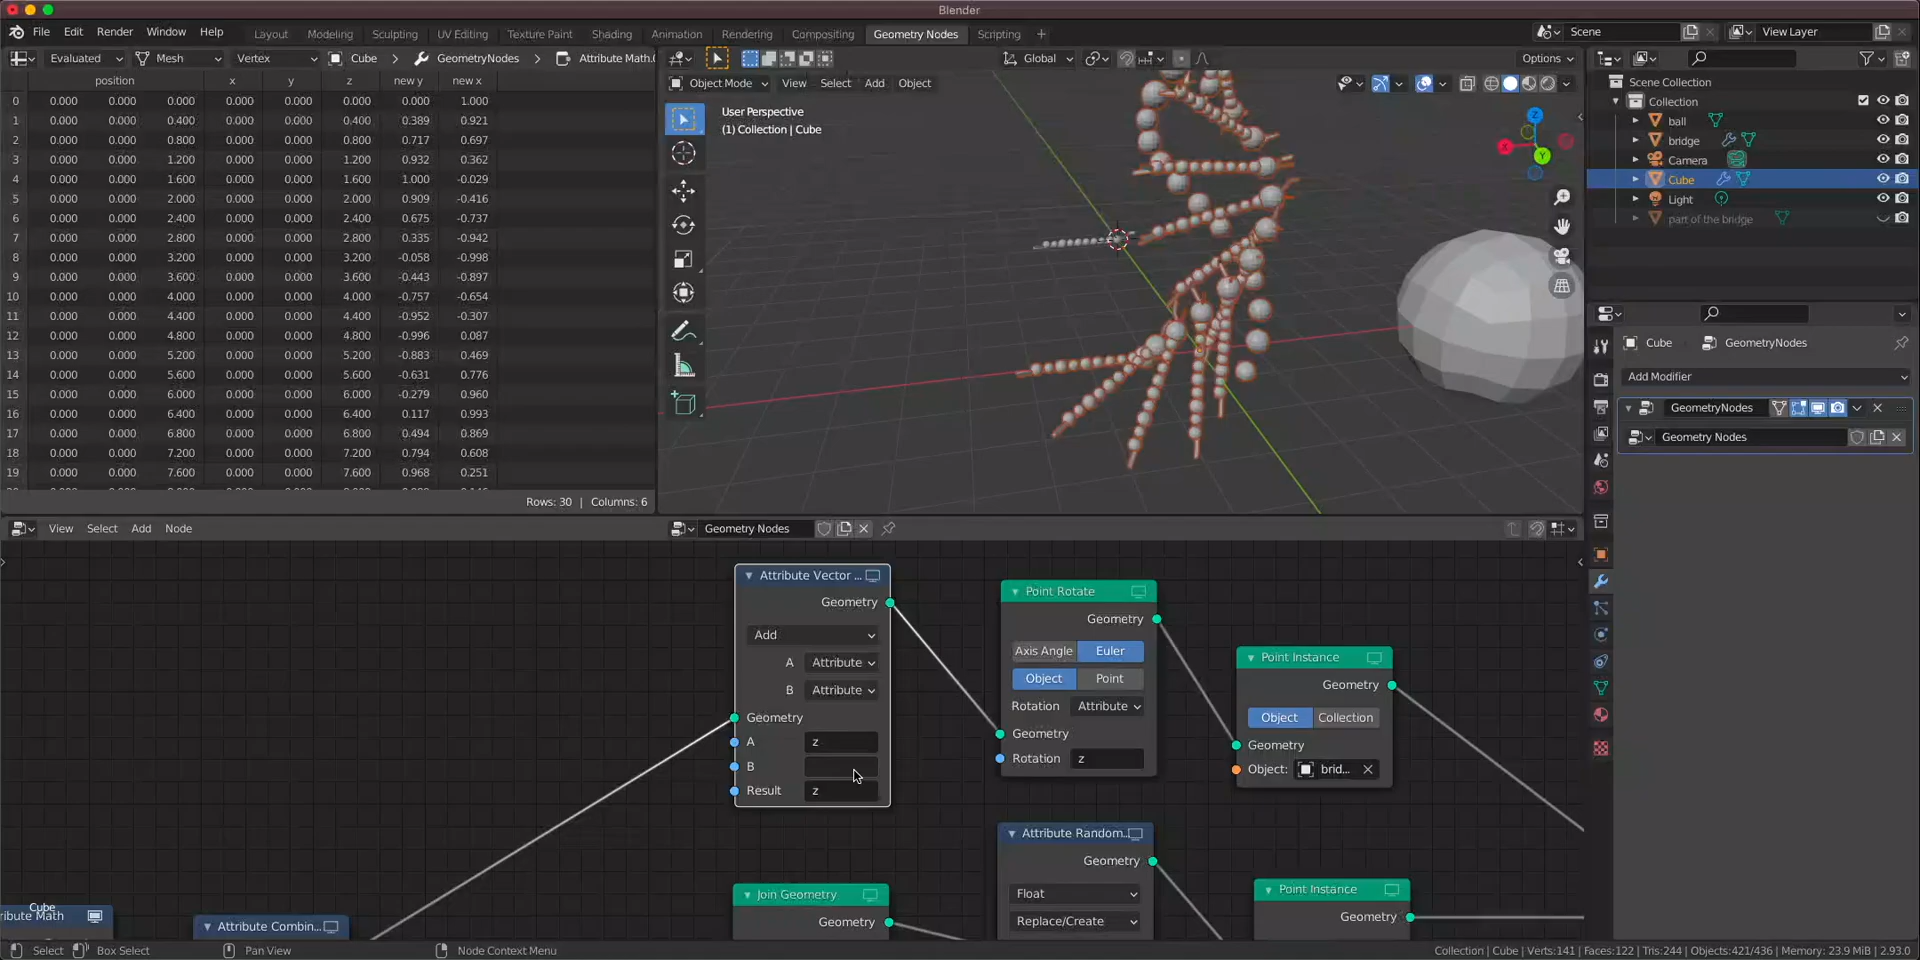 Blender
File Edit Render Window Help Layout Modeling Sculpting UV Editing Texture Paint Shading Animation Rendering Compositing Geometry Nodes Scripting + Scene View Layer
Evaluated Mesh Vertex Cube GeometryNodes Attribute Math.0 Global Options
position x y z new y new x
0 0.000 0.000 0.000 0.000 0.000 0.000 0.000 1.000
1 0.000 0.000 0.400 0.000 0.000 0.400 0.389 0.921
2 0.000 0.000 0.800 0.000 0.000 0.800 0.717 0.697
3 0.000 0.000 1.200 0.000 0.000 1.200 0.932 0.362
4 0.000 0.000 1.600 0.000 0.000 1.600 1.000 -0.029
5 0.000 0.000 2.000 0.000 0.000 2.000 0.909 -0.416
6 0.000 0.000 2.400 0.000 0.000 2.400 0.675 -0.737
7 0.000 0.000 2.800 0.000 0.000 2.800 0.335 -0.942
8 0.000 0.000 3.200 0.000 0.000 3.200 -0.058 -0.998
9 0.000 0.000 3.600 0.000 0.000 3.600 -0.443 -0.897
10 0.000 0.000 4.000 0.000 0.000 4.000 -0.757 -0.654
11 0.000 0.000 4.400 0.000 0.000 4.400 -0.952 -0.307
12 0.000 0.000 4.800 0.000 0.000 4.800 -0.996 0.087
13 0.000 0.000 5.200 0.000 0.000 5.200 -0.883 0.469
14 0.000 0.000 5.600 0.000 0.000 5.600 -0.631 0.776
15 0.000 0.000 6.000 0.000 0.000 6.000 -0.279 0.960
16 0.000 0.000 6.400 0.000 0.000 6.400 0.117 0.993
17 0.000 0.000 6.800 0.000 0.000 6.800 0.494 0.869
18 0.000 0.000 7.200 0.000 0.000 7.200 0.794 0.608
19 0.000 0.000 7.600 0.000 0.000 7.600 0.968 0.251
Rows: 30 | Columns: 6
Object Mode View Select Add Object
User Perspective
(1) Collection | Cube
Z
X
Y
Scene Collection
Collection
ball
bridge
Camera
Cube
Light
part of the bridge
Cube GeometryNodes
Add Modifier
GeometryNodes
Geometry Nodes
View Select Add Node Geometry Nodes
Attribute Vector ...
Geometry
Add
A Attribute
B Attribute
Geometry
A z
B
Result z
Point Rotate
Geometry
Axis Angle Euler
Object Point
Rotation Attribute
Geometry
Rotation z
Point Instance
Geometry
Object Collection
Geometry
Object: brid...
Attribute Random...
Geometry
Float
Replace/Create
Join Geometry
Geometry
Point Instance
Geometry
Cube
ribute Math
Attribute Combin...
Select Box Select Pan View Node Context Menu Collection | Cube | Verts:141 | Faces:122 | Tris:244 | Objects:421/436 | Memory: 23.9 MiB | 2.93.0